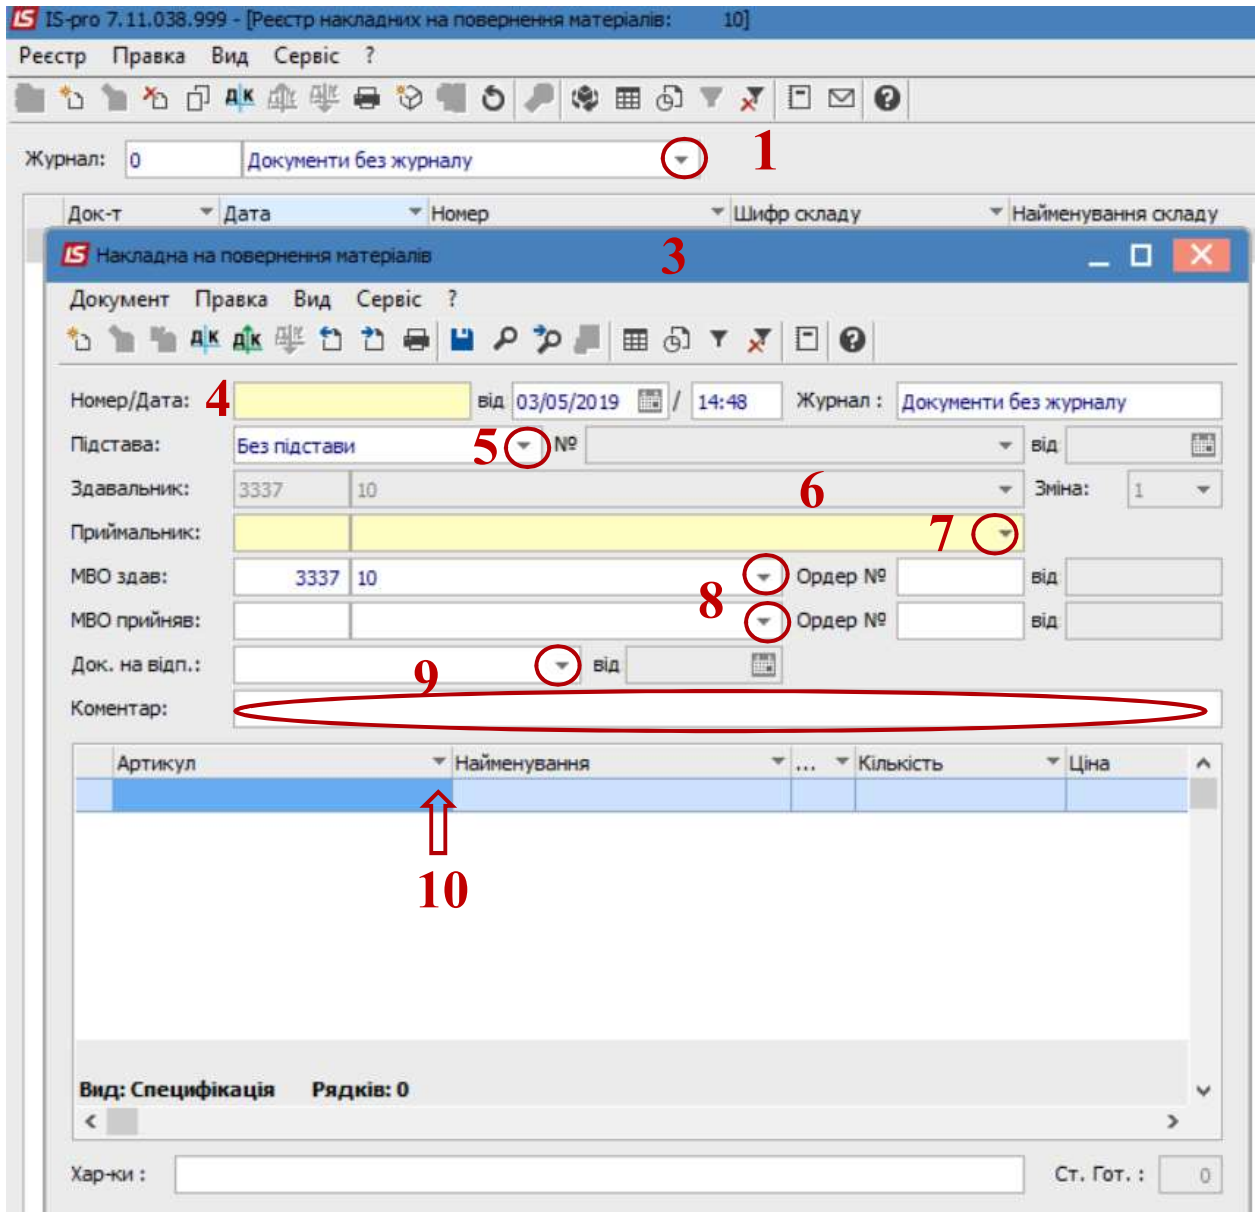 IS IS-pro 7.11.038.999 - [Реєстр накладних на повернення матеріалів: 10]
Реєстр Правка Вид Сервіс ?
Журнал: 0 Документи без журналу 1
Док-т Дата Номер Шифр складу Найменування складу
IS Накладна на повернення матеріалів 3
Документ Правка Вид Сервіс ?
Номер/Дата: 4 від 03/05/2019 / 14:48 Журнал : Документи без журналу
Підстава: Без підстави 5 № від
Здавальник: 3337 10 6 Зміна: 1
Приймальник: 7
МВО здав: 3337 10 Ордер № від
8
МВО прийняв: Ордер № від
Док. на відп.: 9 від
Коментар:
Артикул Найменування ... Кількість Ціна
10
Вид: Специфікація Рядків: 0
Хар-ки : Ст. Гот. : 0